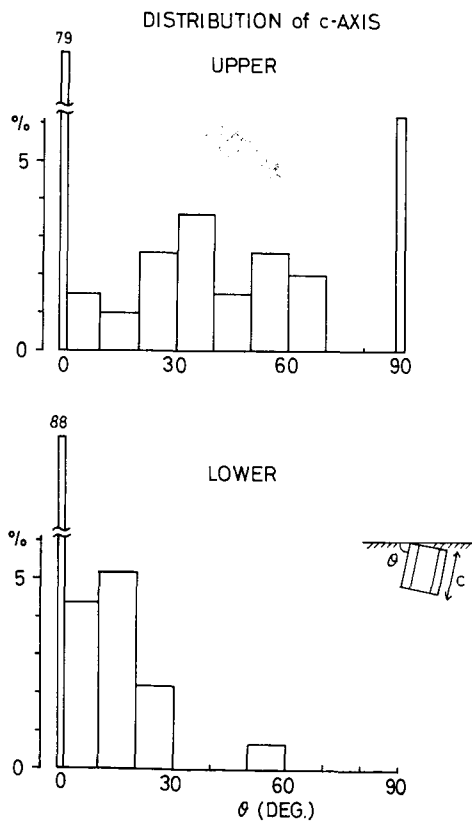 DISTRIBUTION of c-AXIS
79
UPPER
%
5
0
0 30 60 90
88
LOWER
%
5
θ
C
0
0 30 60 90
θ (DEG.)